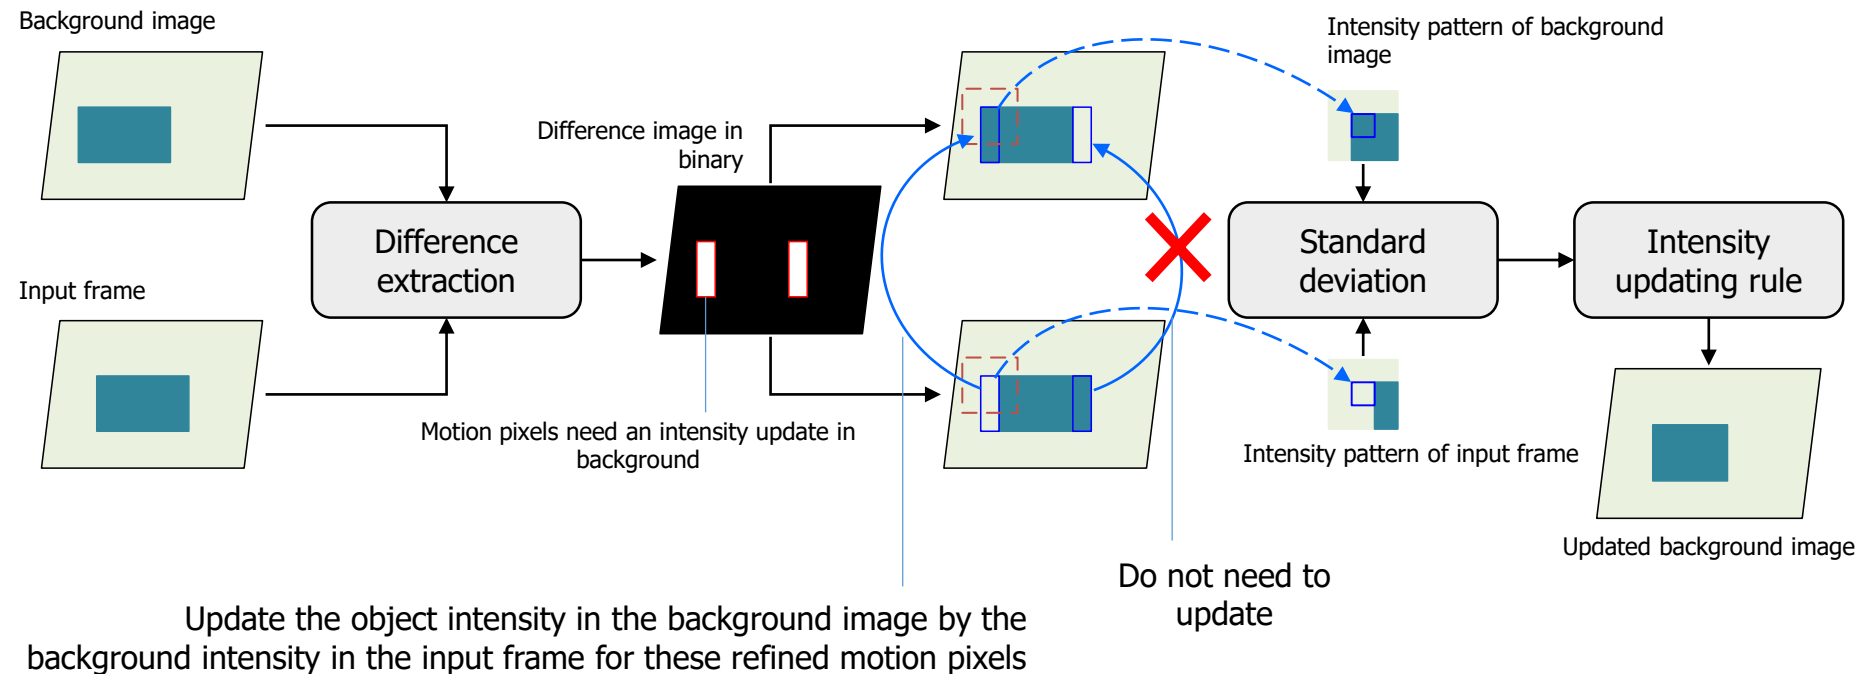 Background image
Intensity pattern of background
image
Difference image in
binary
Difference
extraction
Standard
deviation
Intensity
updating rule
Input frame
Motion pixels need an intensity update in
background
Intensity pattern of input frame
Updated background image
Do not need to
update
Update the object intensity in the background image by the
background intensity in the input frame for these refined motion pixels